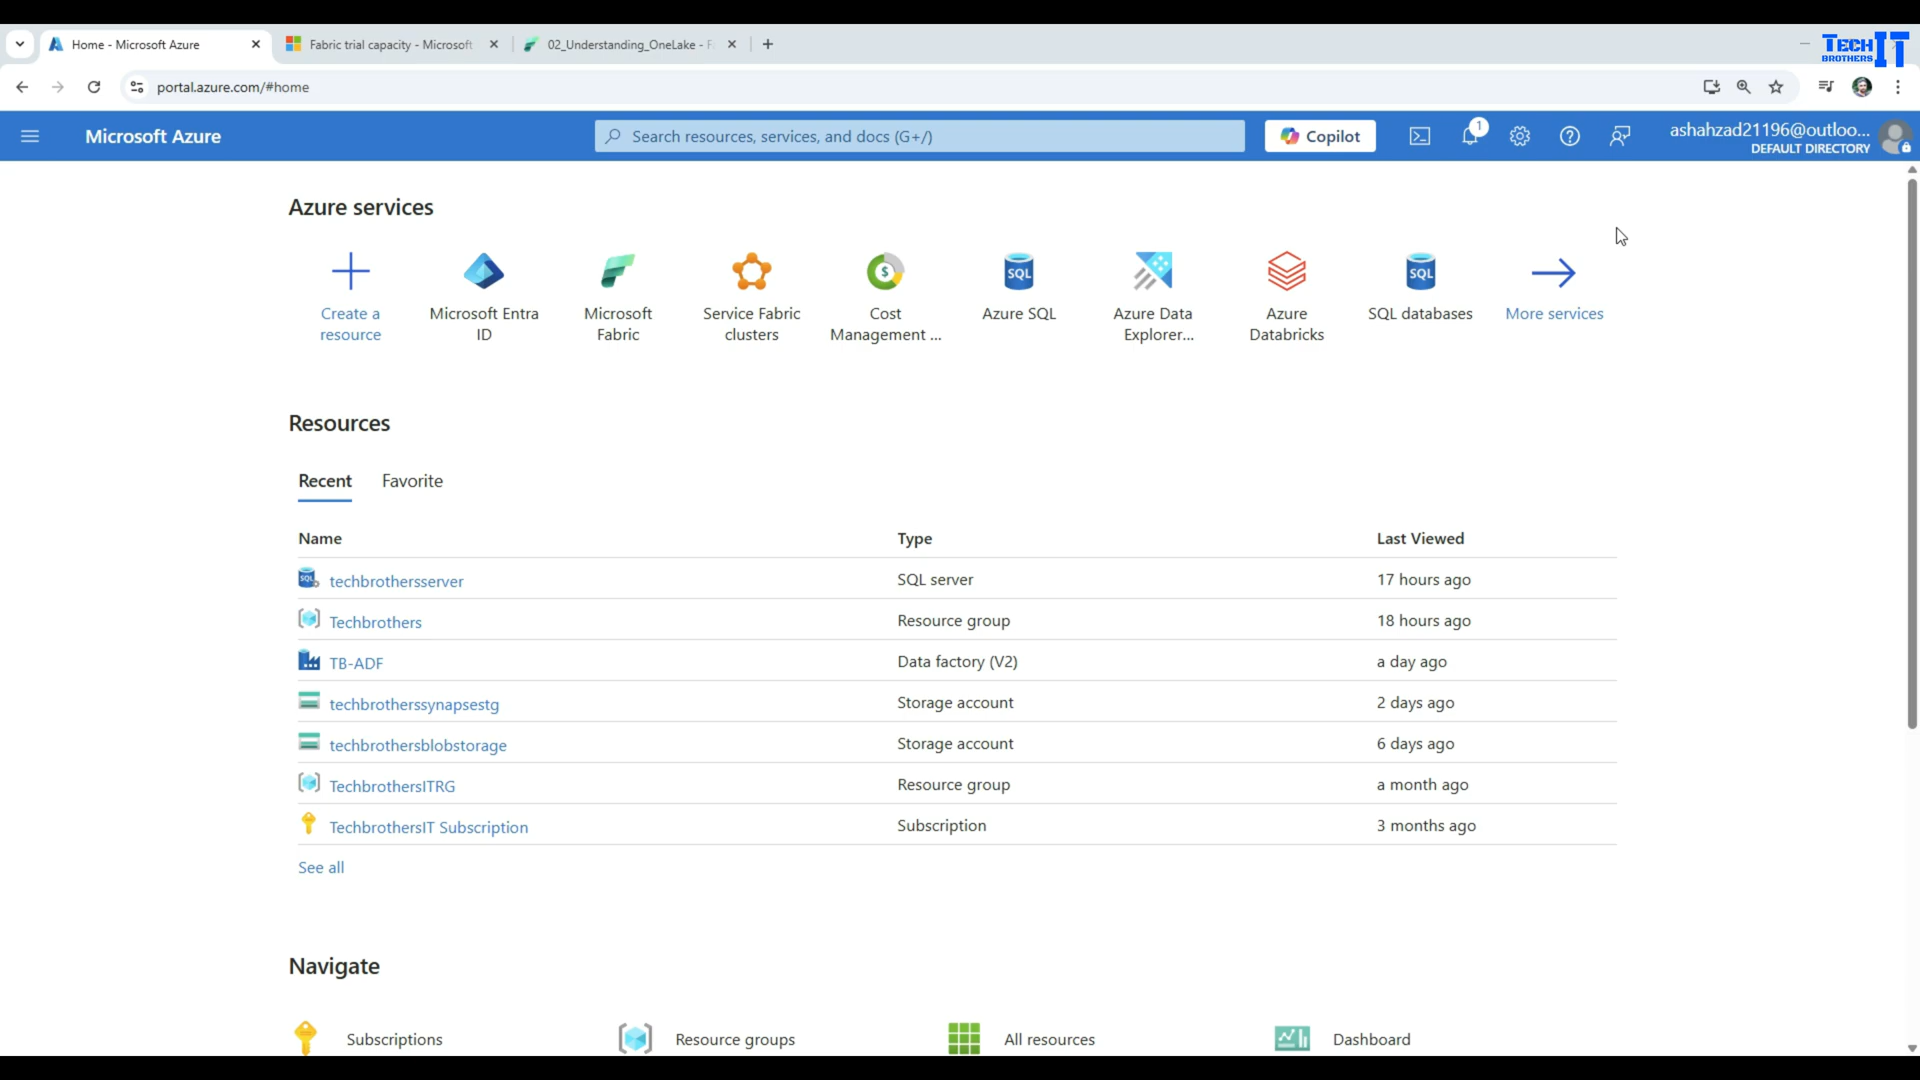 Home - Microsoft Azure
Fabric trial capacity - Microsoft
02_Understanding_OneLake - F
TECH IT
BROTHERS
portal.azure.com/#home
Microsoft Azure
Search resources, services, and docs (G+/)
Copilot
1
ashahzad21196@outloo...
DEFAULT DIRECTORY
Azure services
Create a
resource
Microsoft Entra
ID
Microsoft
Fabric
Service Fabric
clusters
Cost
Management ...
Azure SQL
Azure Data
Explorer...
Azure
Databricks
SQL databases
More services
Resources
Recent
Favorite
Name
Type
Last Viewed
techbrothersserver
SQL server
17 hours ago
Techbrothers
Resource group
18 hours ago
TB-ADF
Data factory (V2)
a day ago
techbrotherssynapsestg
Storage account
2 days ago
techbrothersblobstorage
Storage account
6 days ago
TechbrothersITRG
Resource group
a month ago
TechbrothersIT Subscription
Subscription
3 months ago
See all
Navigate
Subscriptions
Resource groups
All resources
Dashboard